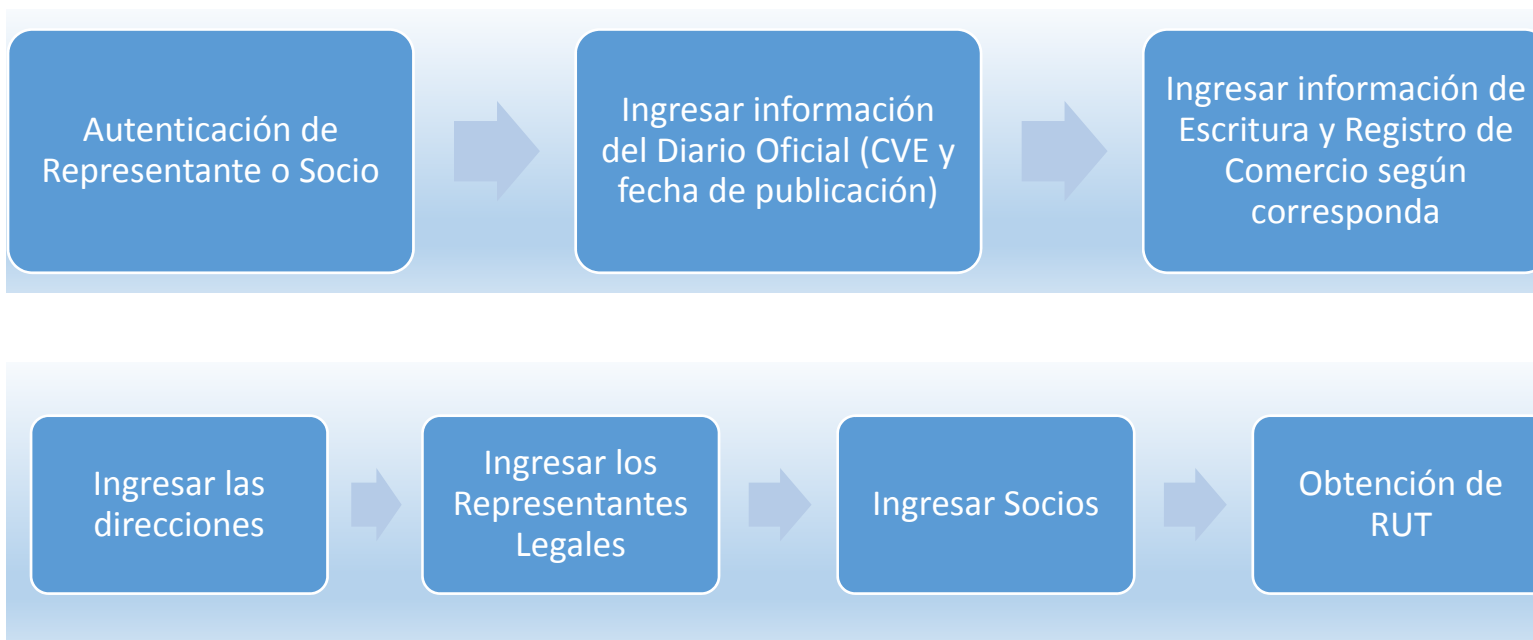 Autenticación de
Representante o Socio
Ingresar información
del Diario Oficial (CVE y
fecha de publicación)
Ingresar información de
Escritura y Registro de
Comercio según
corresponda
Ingresar las
direcciones
Ingresar los
Representantes
Legales
Ingresar Socios
Obtención de
RUT